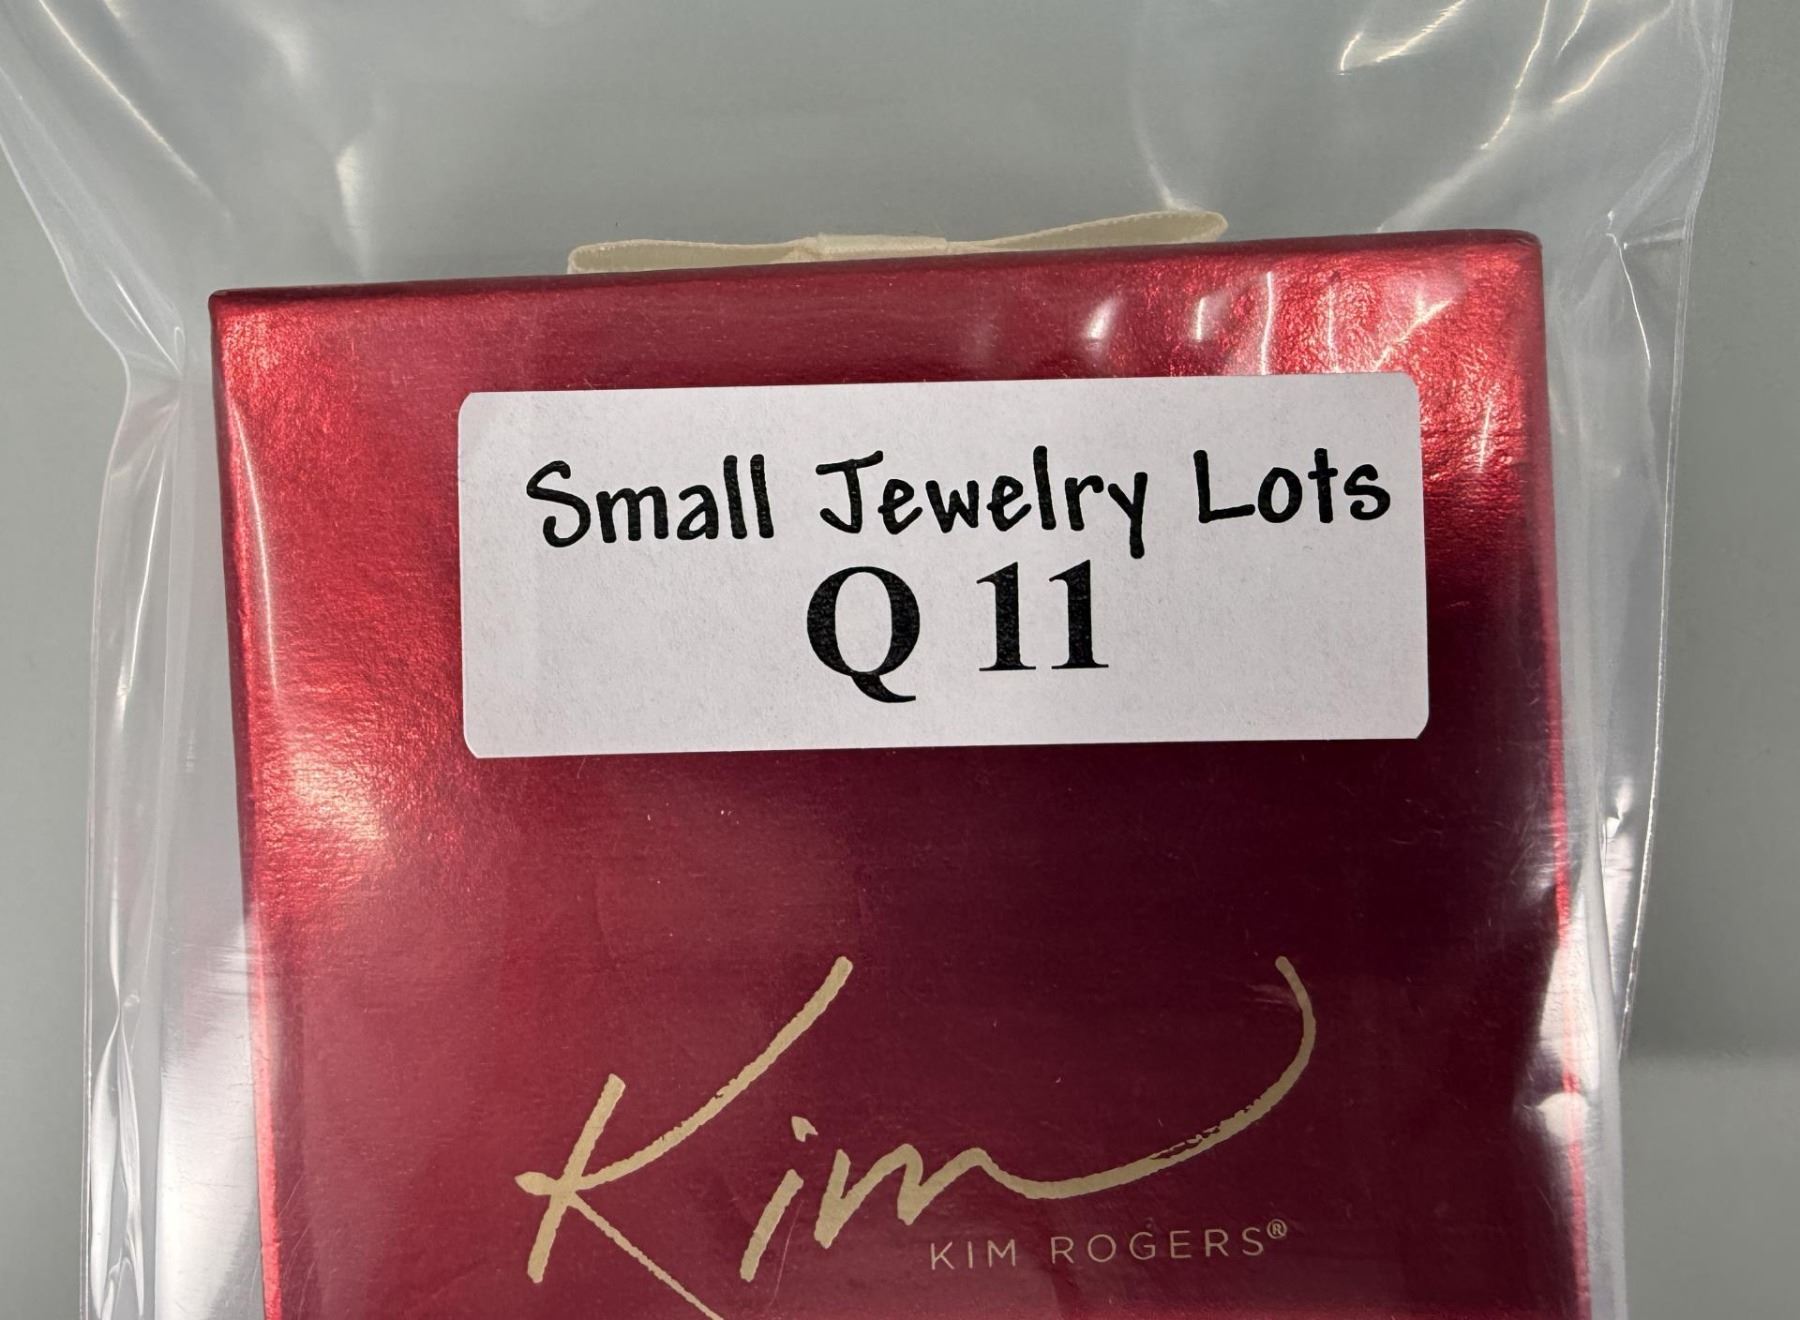 Small Jewelry Lots
Q 11
Kim
KIM ROGERS®